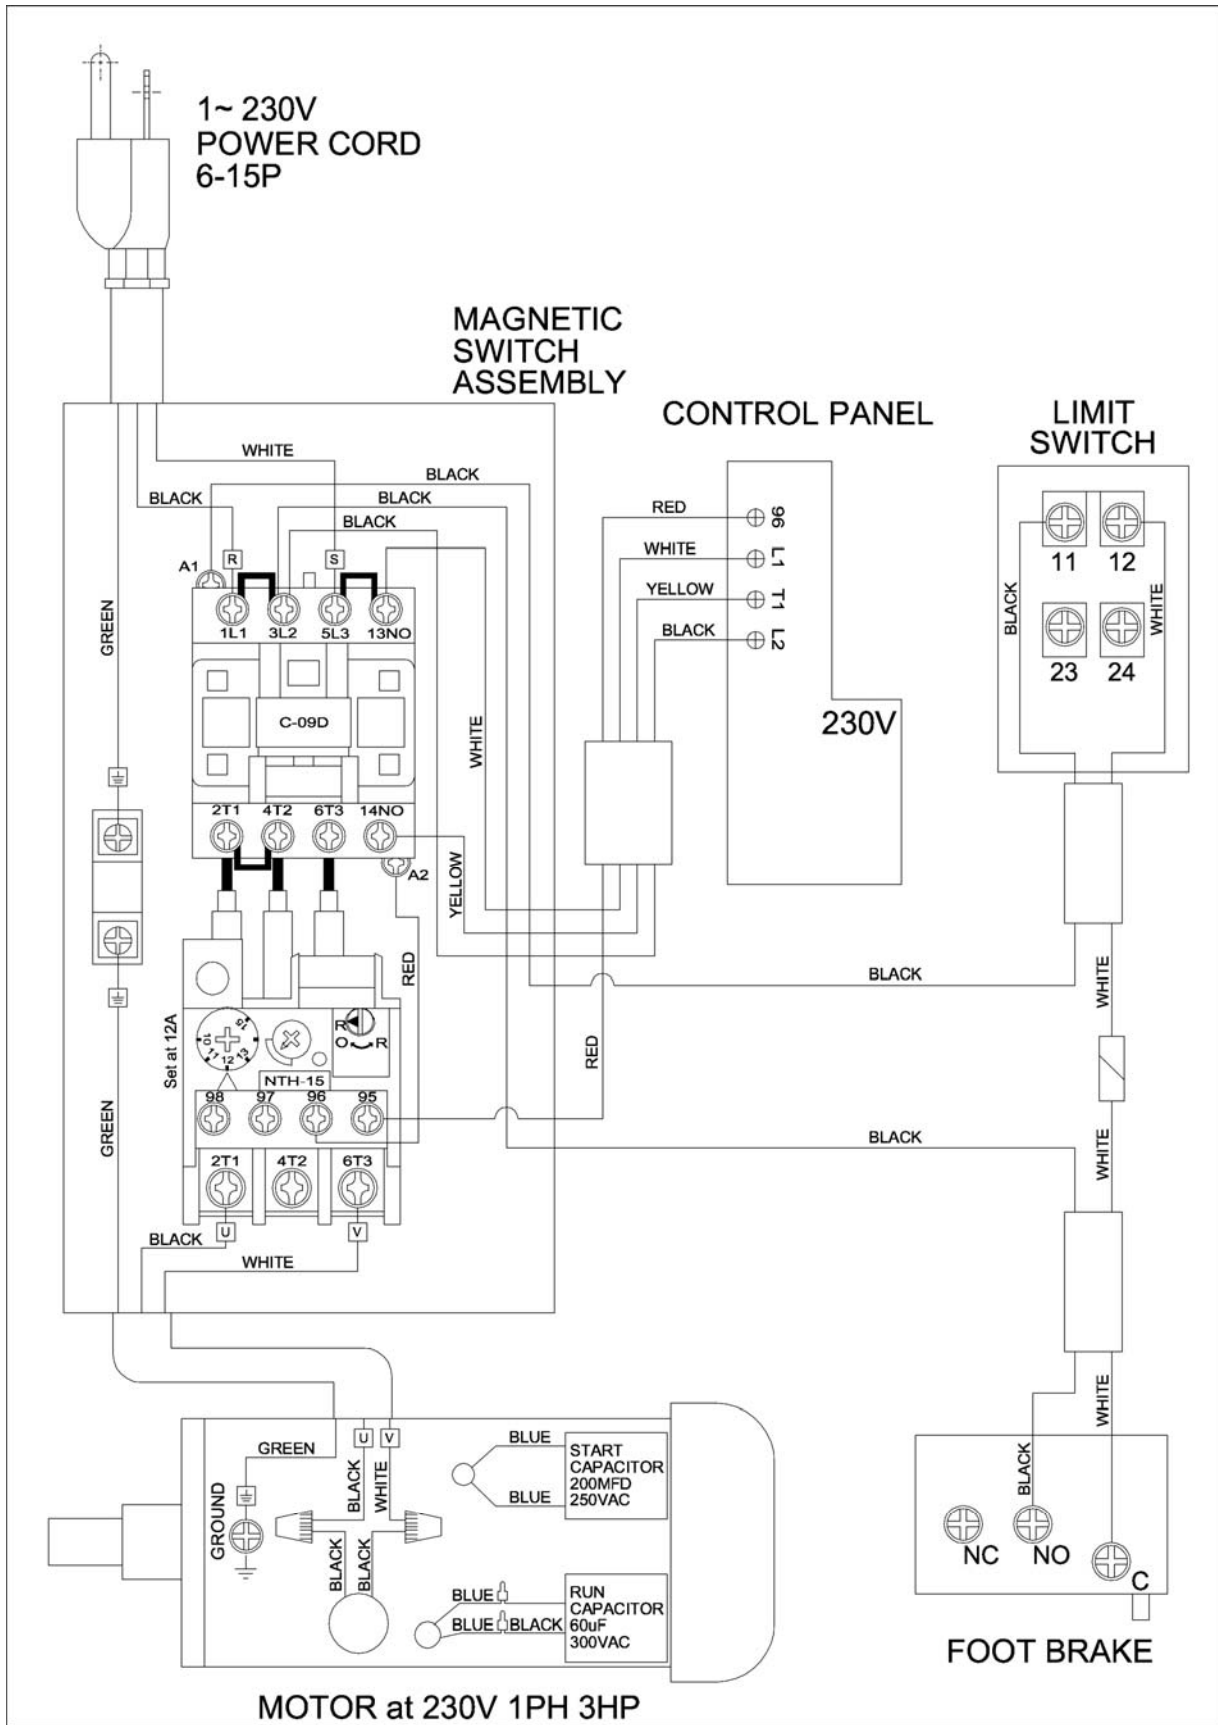 1~ 230V
POWER CORD
6-15P
MAGNETIC
SWITCH
ASSEMBLY
CONTROL PANEL
LIMIT
SWITCH
WHITE
BLACK
BLACK
BLACK
BLACK
A1
R
S
1L1
3L2
5L3
13NO
GREEN
C-09D
2T1
4T2
6T3
14NO
A2
WHITE
YELLOW
RED
RED
WHITE
YELLOW
BLACK
96
L1
T1
L2
230V
11
12
23
24
BLACK
WHITE
BLACK
WHITE
RED
Set at 12A
10
11
12
13
15
R
O
R
NTH-15
98
97
96
95
GREEN
BLACK
WHITE
2T1
4T2
6T3
U
V
BLACK
WHITE
U
V
GREEN
BLACK
WHITE
GROUND
BLACK
BLACK
BLUE
BLUE
START
CAPACITOR
200MFD
250VAC
BLUE
BLUE
BLACK
RUN
CAPACITOR
60uF
300VAC
WHITE
BLACK
NC
NO
C
FOOT BRAKE
MOTOR at 230V 1PH 3HP